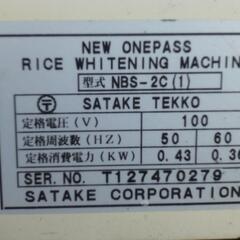 NEW ONEPASS
RICE WHITENING MACHIN
型式 NBS-2C(1)
〶 SATAKE TEKKO
定格電圧(V) 100
定格周波数(HZ) 50 60
定格消費電力(KW) 0.43 0.36
SER. NO. T127470279
SATAKE CORPORATION